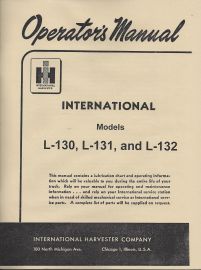 Operator's Manual
IH
INTERNATIONAL
HARVESTER
INTERNATIONAL
Models
L-130, L-131, and L-132
This manual contains a lubrication chart and operating informa-
tion which will be valuable to you during the entire life of your
truck. Rely on your manual for operating and maintenance
information . . . and rely on your International service station
when in need of skilled mechanical service or International serv-
ice parts. A complete list of parts will be supplied on request.
INTERNATIONAL HARVESTER COMPANY
180 North Michigan Ave. Chicago 1, Illinois, U.S.A.